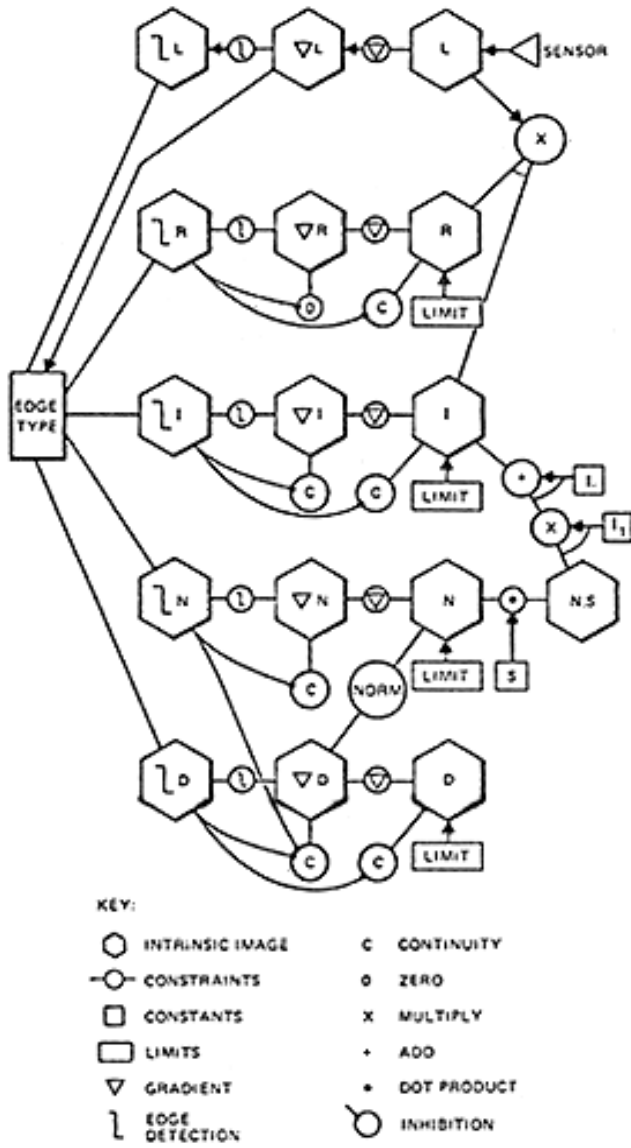 L ∇L L SENSOR
X
R ∇R R
0 C LIMIT
EDGE TYPE
I ∇I I
C C LIMIT + I.
X I₁
N ∇N N • N.S
C LIMIT S
NORM
D ∇D D
C C LIMIT
KEY:
INTRINSIC IMAGE C CONTINUITY
CONSTRAINTS 0 ZERO
CONSTANTS X MULTIPLY
LIMITS + ADD
∇ GRADIENT • DOT PRODUCT
EDGE DETECTION INHIBITION